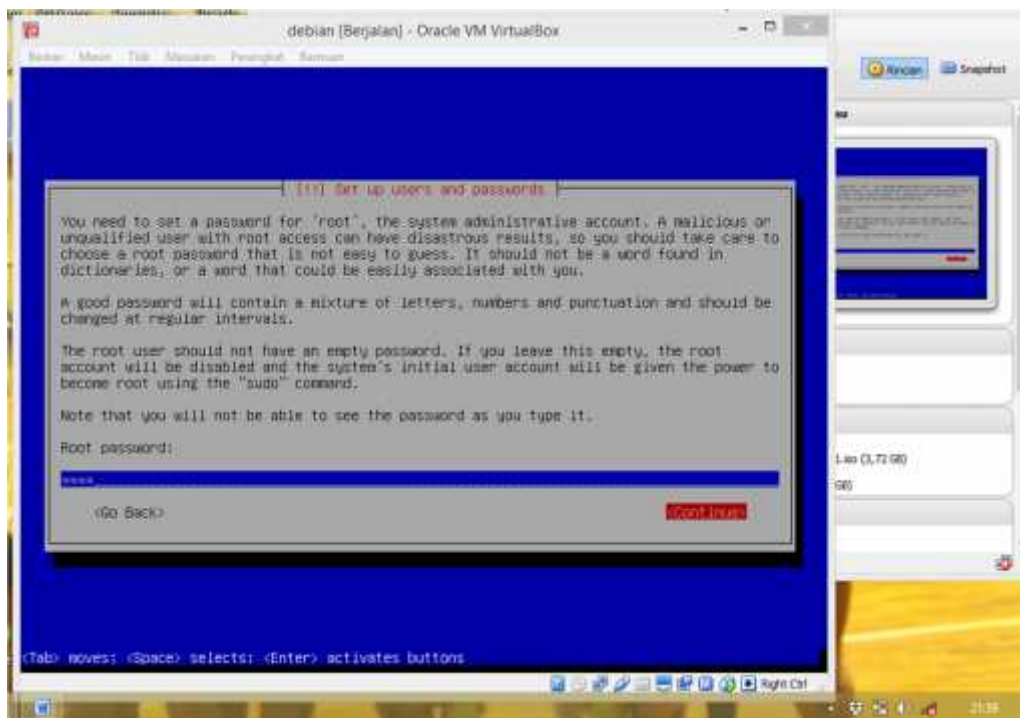 debian [Berjalan] - Oracle VM VirtualBox
Rincian Snapshot
[!!] Set up users and passwords
You need to set a password for 'root', the system administrative account. A malicious or
unqualified user with root access can have disastrous results, so you should take care to
choose a root password that is not easy to guess. It should not be a word found in
dictionaries, or a word that could be easily associated with you.
A good password will contain a mixture of letters, numbers and punctuation and should be
changed at regular intervals.
The root user should not have an empty password. If you leave this empty, the root
account will be disabled and the system's initial user account will be given the power to
become root using the "sudo" command.
Note that you will not be able to see the password as you type it.
Root password:
****
<Go Back> <Continue>
<Tab> moves; <Space> selects; <Enter> activates buttons
1.iso (3,72 GB)
GB)
Right Ctrl